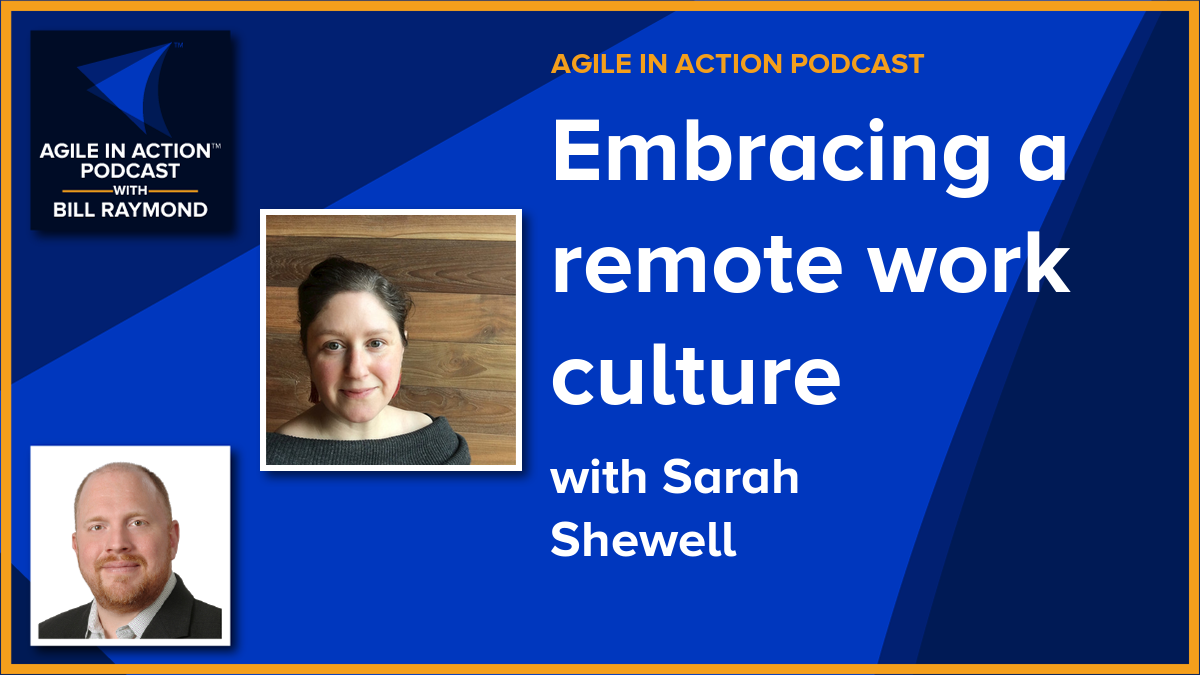 AGILE IN ACTION™
PODCAST
WITH
BILL RAYMOND
AGILE IN ACTION PODCAST
Embracing a
remote work
culture
with Sarah
Shewell